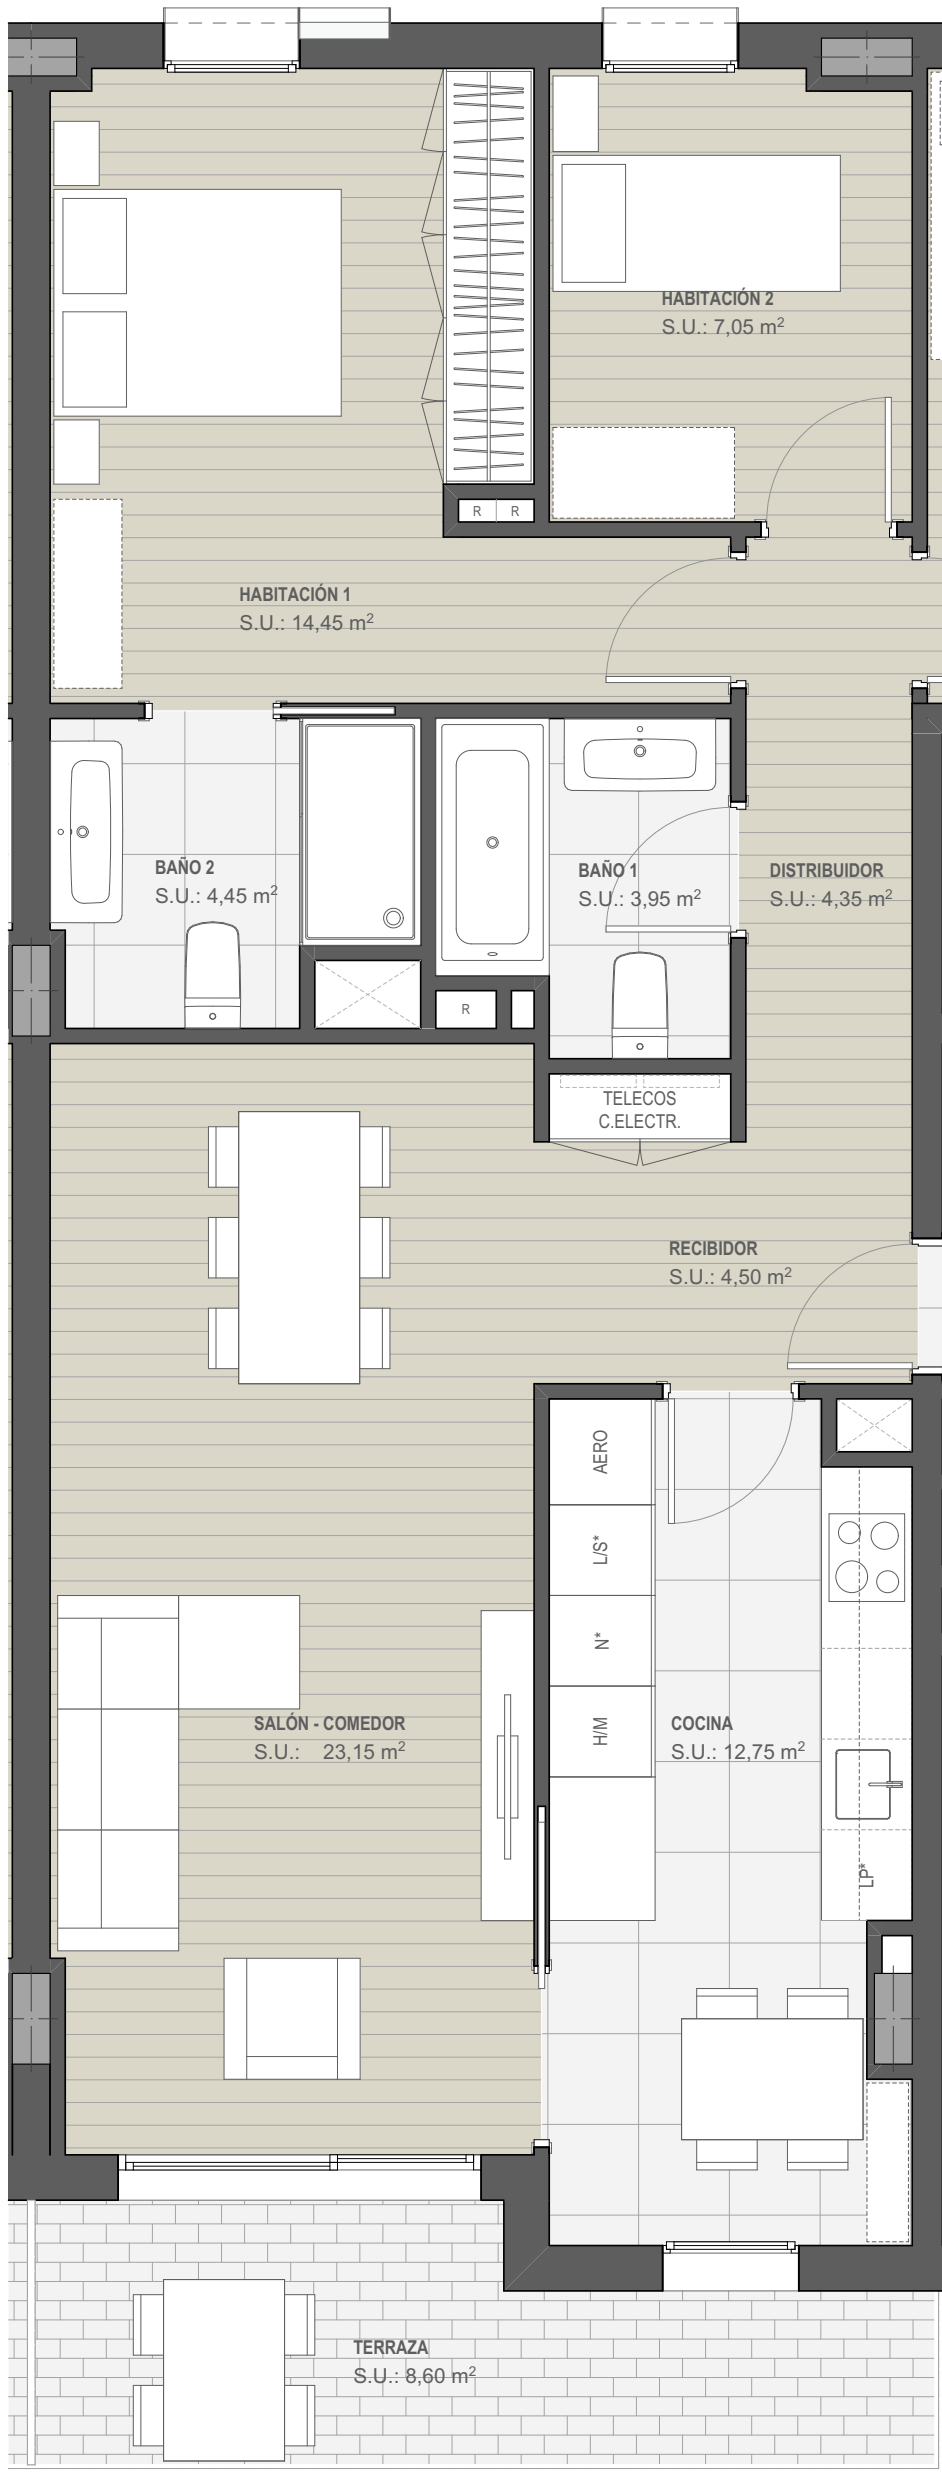 HABITACIÓN 2
S.U.: 7,05 m²
R R
HABITACIÓN 1
S.U.: 14,45 m²
BAÑO 2
S.U.: 4,45 m²
BAÑO 1
S.U.: 3,95 m²
DISTRIBUIDOR
S.U.: 4,35 m²
R
TELECOS
C.ELECTR.
RECIBIDOR
S.U.: 4,50 m²
AERO
L/S*
N*
H/M
SALÓN - COMEDOR
S.U.: 23,15 m²
COCINA
S.U.: 12,75 m²
LP*
TERRAZA
S.U.: 8,60 m²